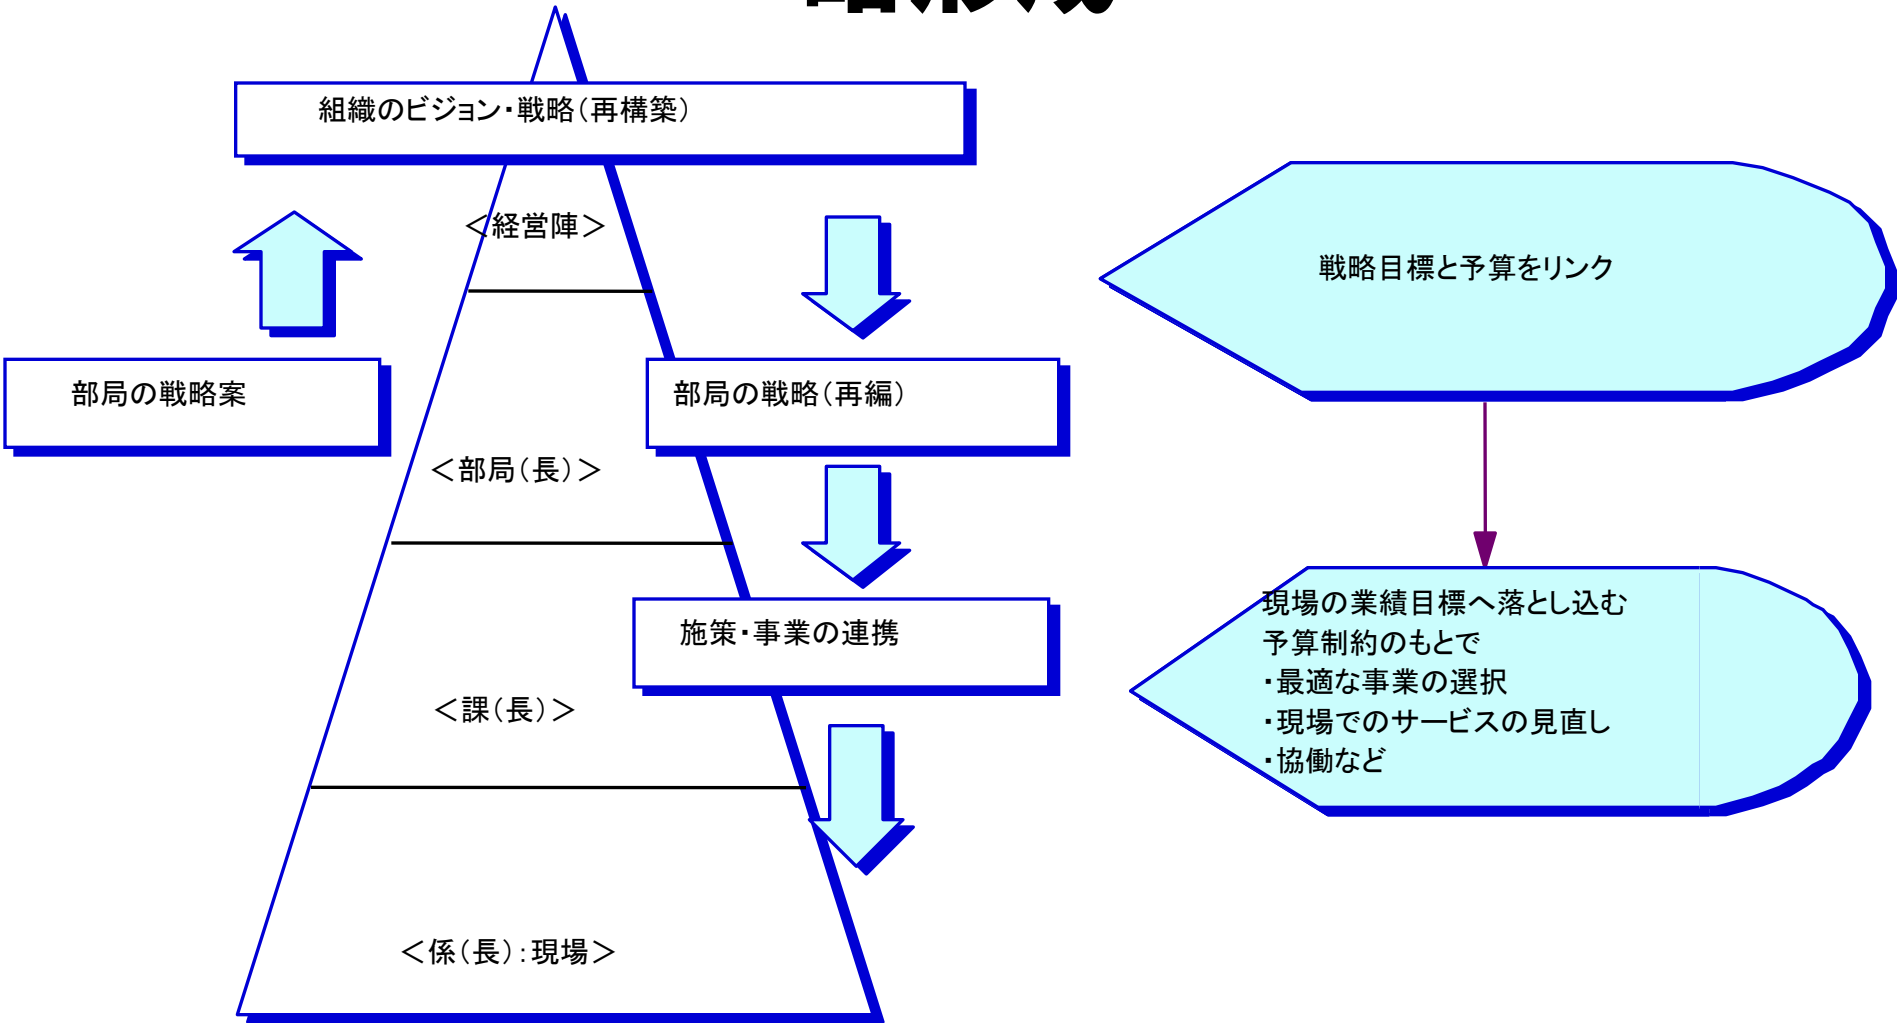 組織のビジョン・戦略（再構築）
＜経営陣＞
戦略目標と予算をリンク
部局の戦略案
部局の戦略（再編）
＜部局（長）＞
施策・事業の連携
＜課（長）＞
現場の業績目標へ落とし込む
予算制約のもとで
・最適な事業の選択
・現場でのサービスの見直し
・協働など
＜係（長）：現場＞